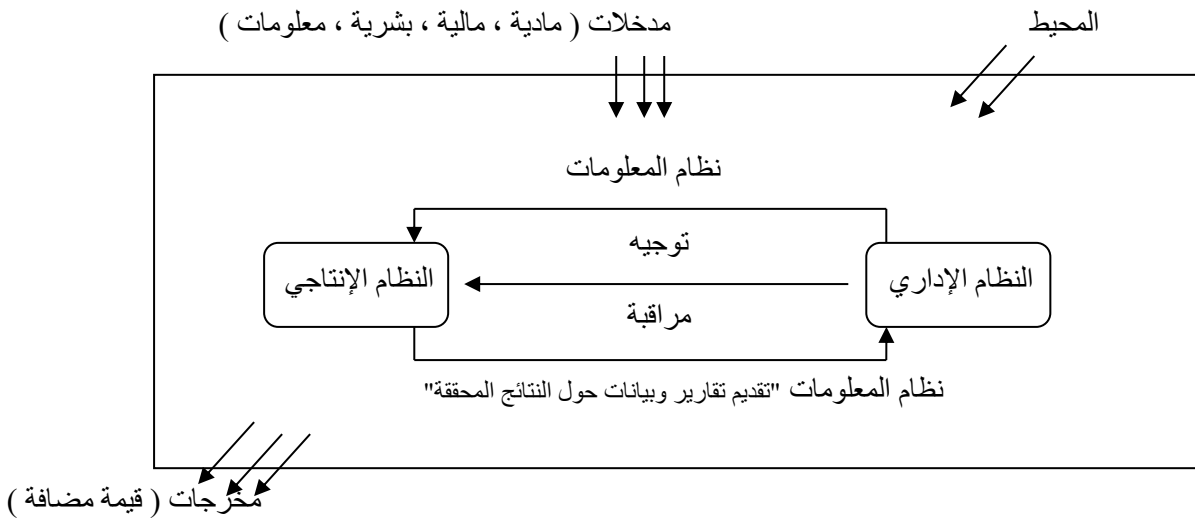 المحيط
مدخلات ( مادية ، مالية ، بشرية ، معلومات )
نظام المعلومات
توجيه
النظام الإداري
النظام الإنتاجي
مراقبة
نظام المعلومات "تقديم تقارير وبيانات حول النتائج المحققة"
مخرجات ( قيمة مضافة )